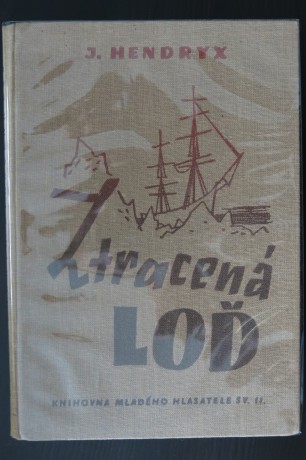 J. HENDRYX
Ztracená
LOĎ
KNIHOVNA MLADÉHO HLASATELE SV. II.